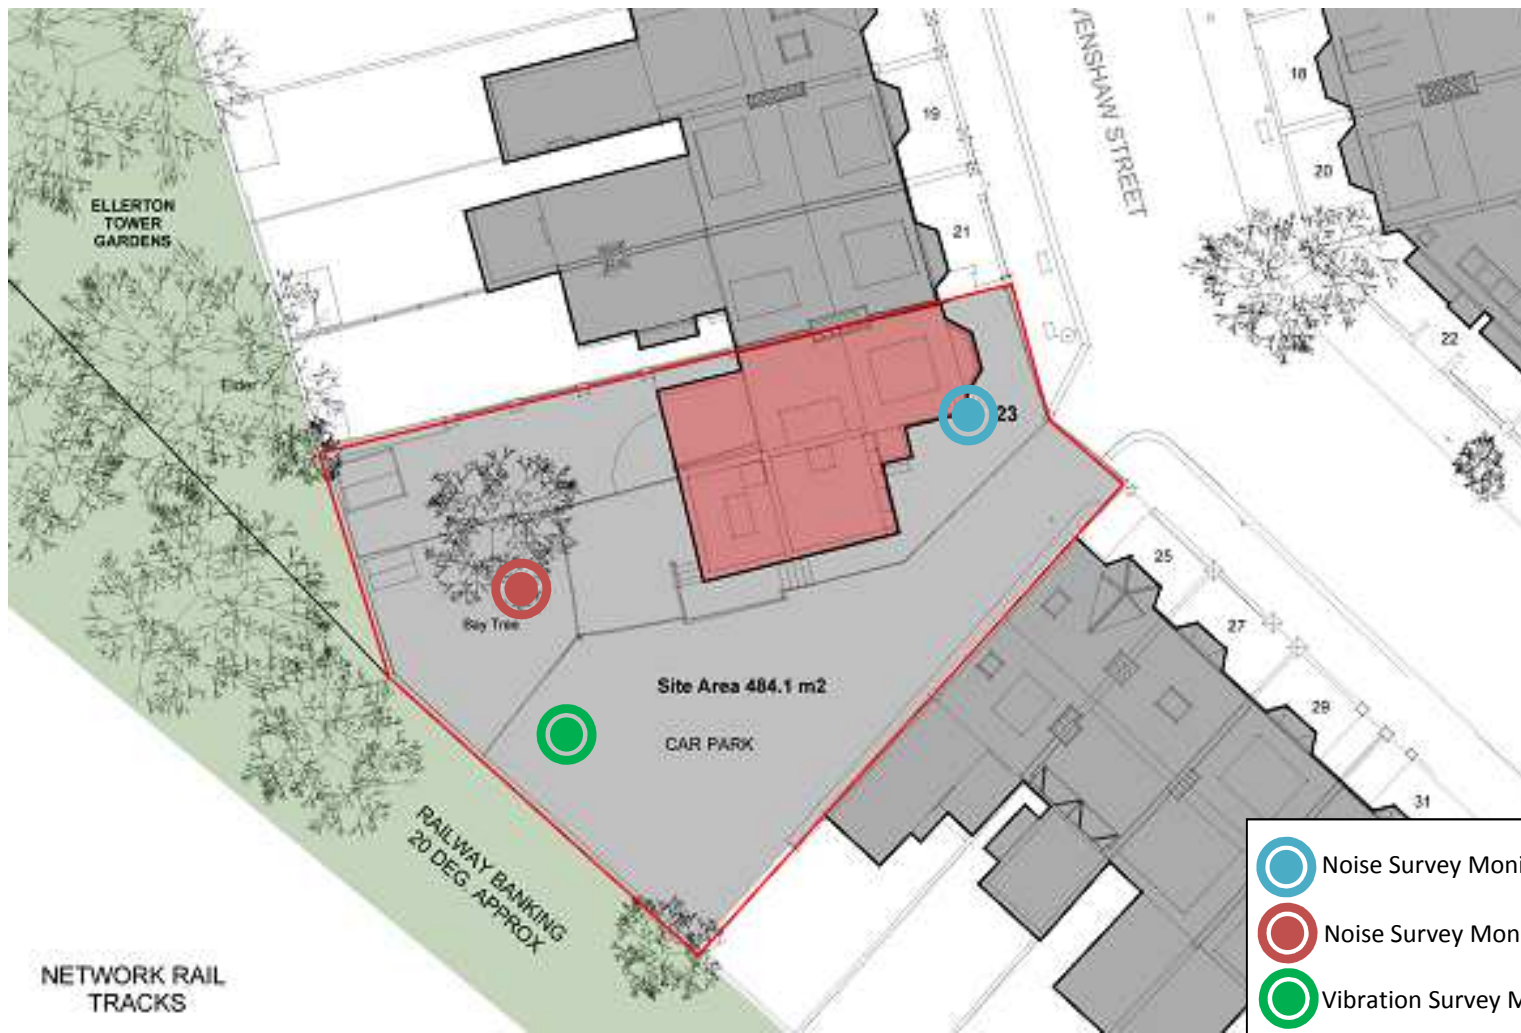 18
19
VENSHAW STREET
20
ELLERTON
TOWER
GARDENS
21
22
Elder
23
25
Bay Tree
27
Site Area 484.1 m2
29
CAR PARK
31
RAILWAY BANKING
20 DEG. APPROX
Noise Survey Moni
Noise Survey Mon
Vibration Survey M
NETWORK RAIL
TRACKS